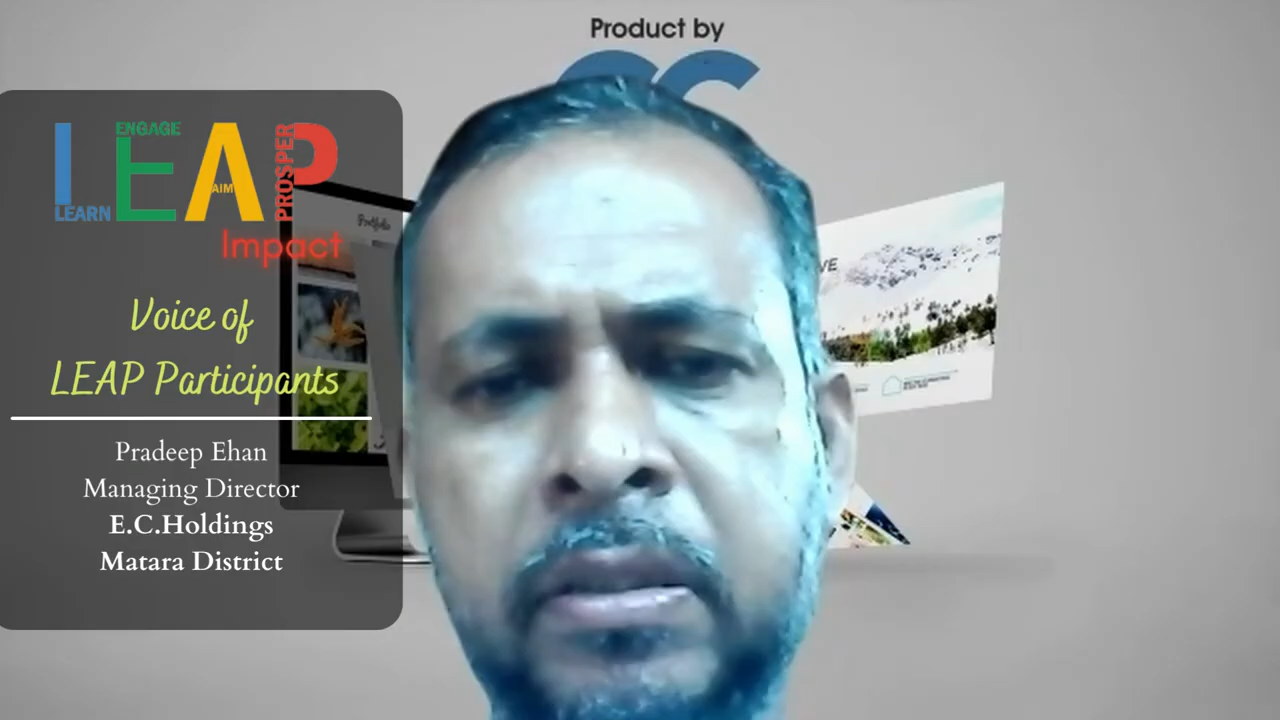 Product by
LEAP
ENGAGE
AIM
PROSPER
LEARN
Impact
Portfolio
Voice of
LEAP Participants
Pradeep Ehan
Managing Director
E.C.Holdings
Matara District